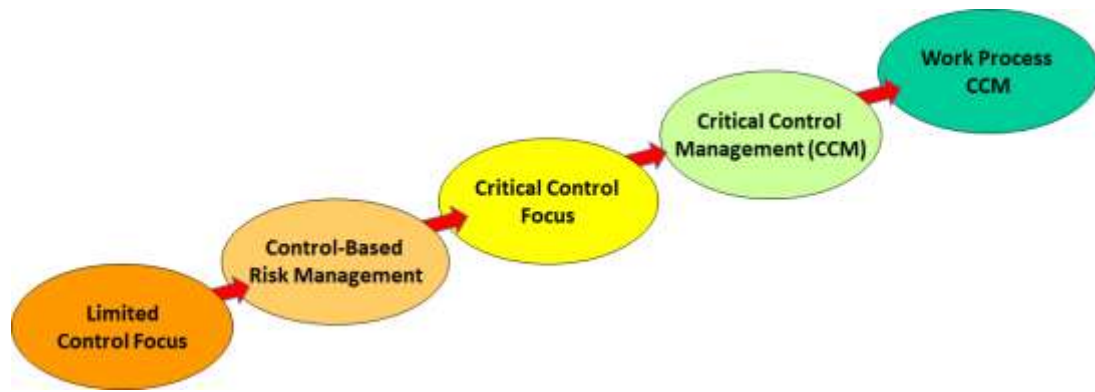 Limited
Control Focus
Control-Based
Risk Management
Critical Control
Focus
Critical Control
Management (CCM)
Work Process
CCM